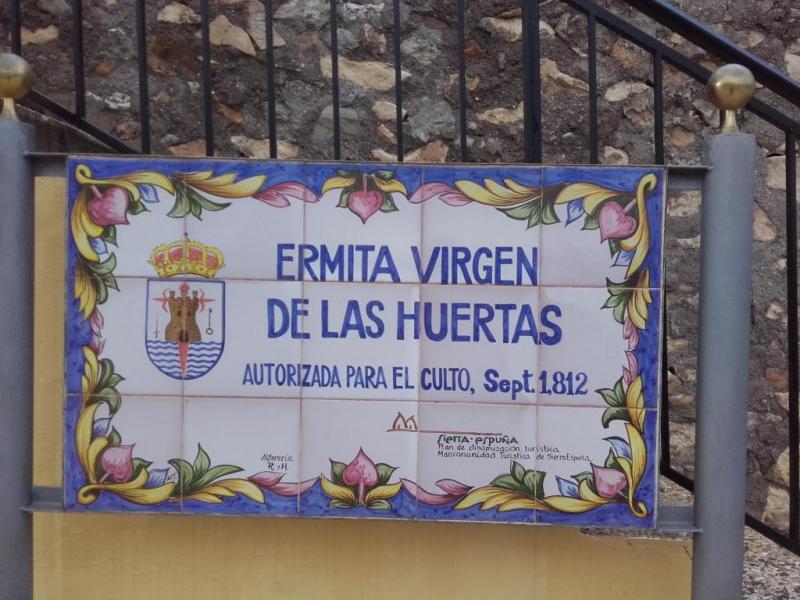 ERMITA VIRGEN
DE LAS HUERTAS
AUTORIZADA PARA EL CULTO, Sept. 1,812
Sierra-espuña
Plan de dinamización turística
Mancomunidad Turística de Sierra Espuña
Alfarería
R y H